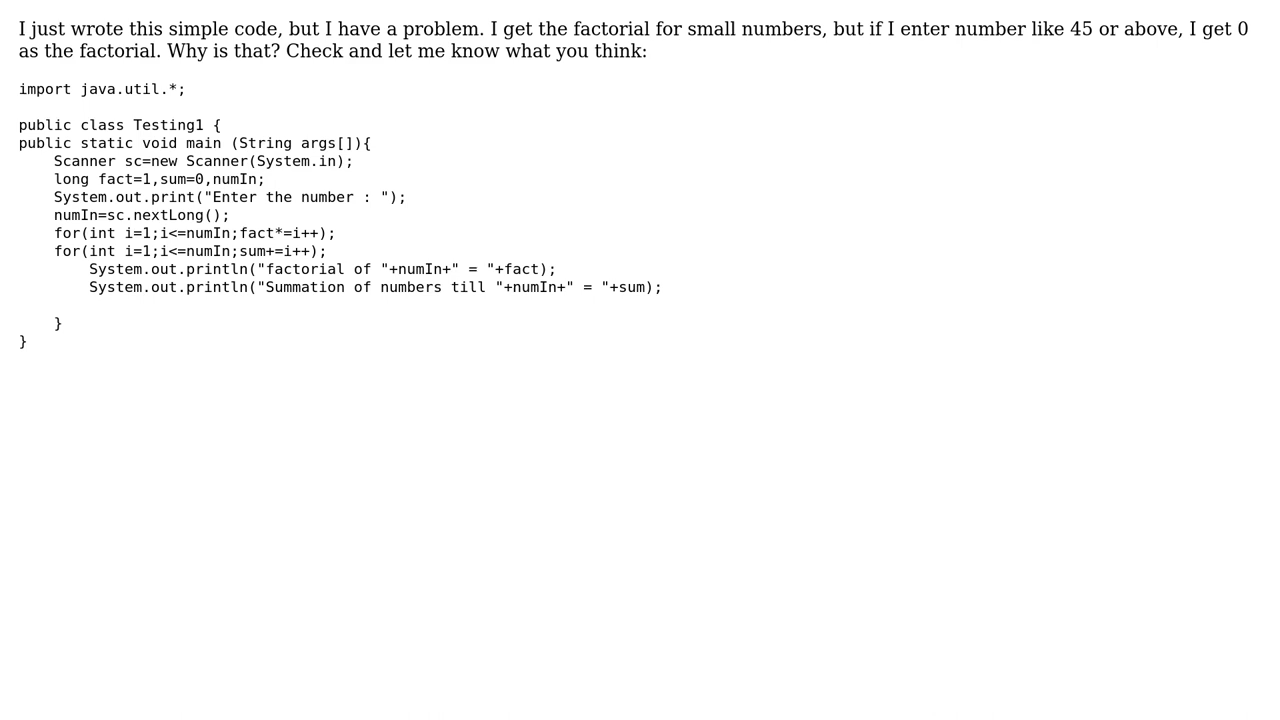 I just wrote this simple code, but I have a problem. I get the factorial for small numbers, but if I enter number like 45 or above, I get 0
as the factorial. Why is that? Check and let me know what you think:
import java.util.*;
public class Testing1 {
public static void main (String args[]){
    Scanner sc=new Scanner(System.in);
    long fact=1,sum=0,numIn;
    System.out.print("Enter the number : ");
    numIn=sc.nextLong();
    for(int i=1;i<=numIn;fact*=i++);
    for(int i=1;i<=numIn;sum+=i++);
        System.out.println("factorial of "+numIn+" = "+fact);
        System.out.println("Summation of numbers till "+numIn+" = "+sum);
    }
}